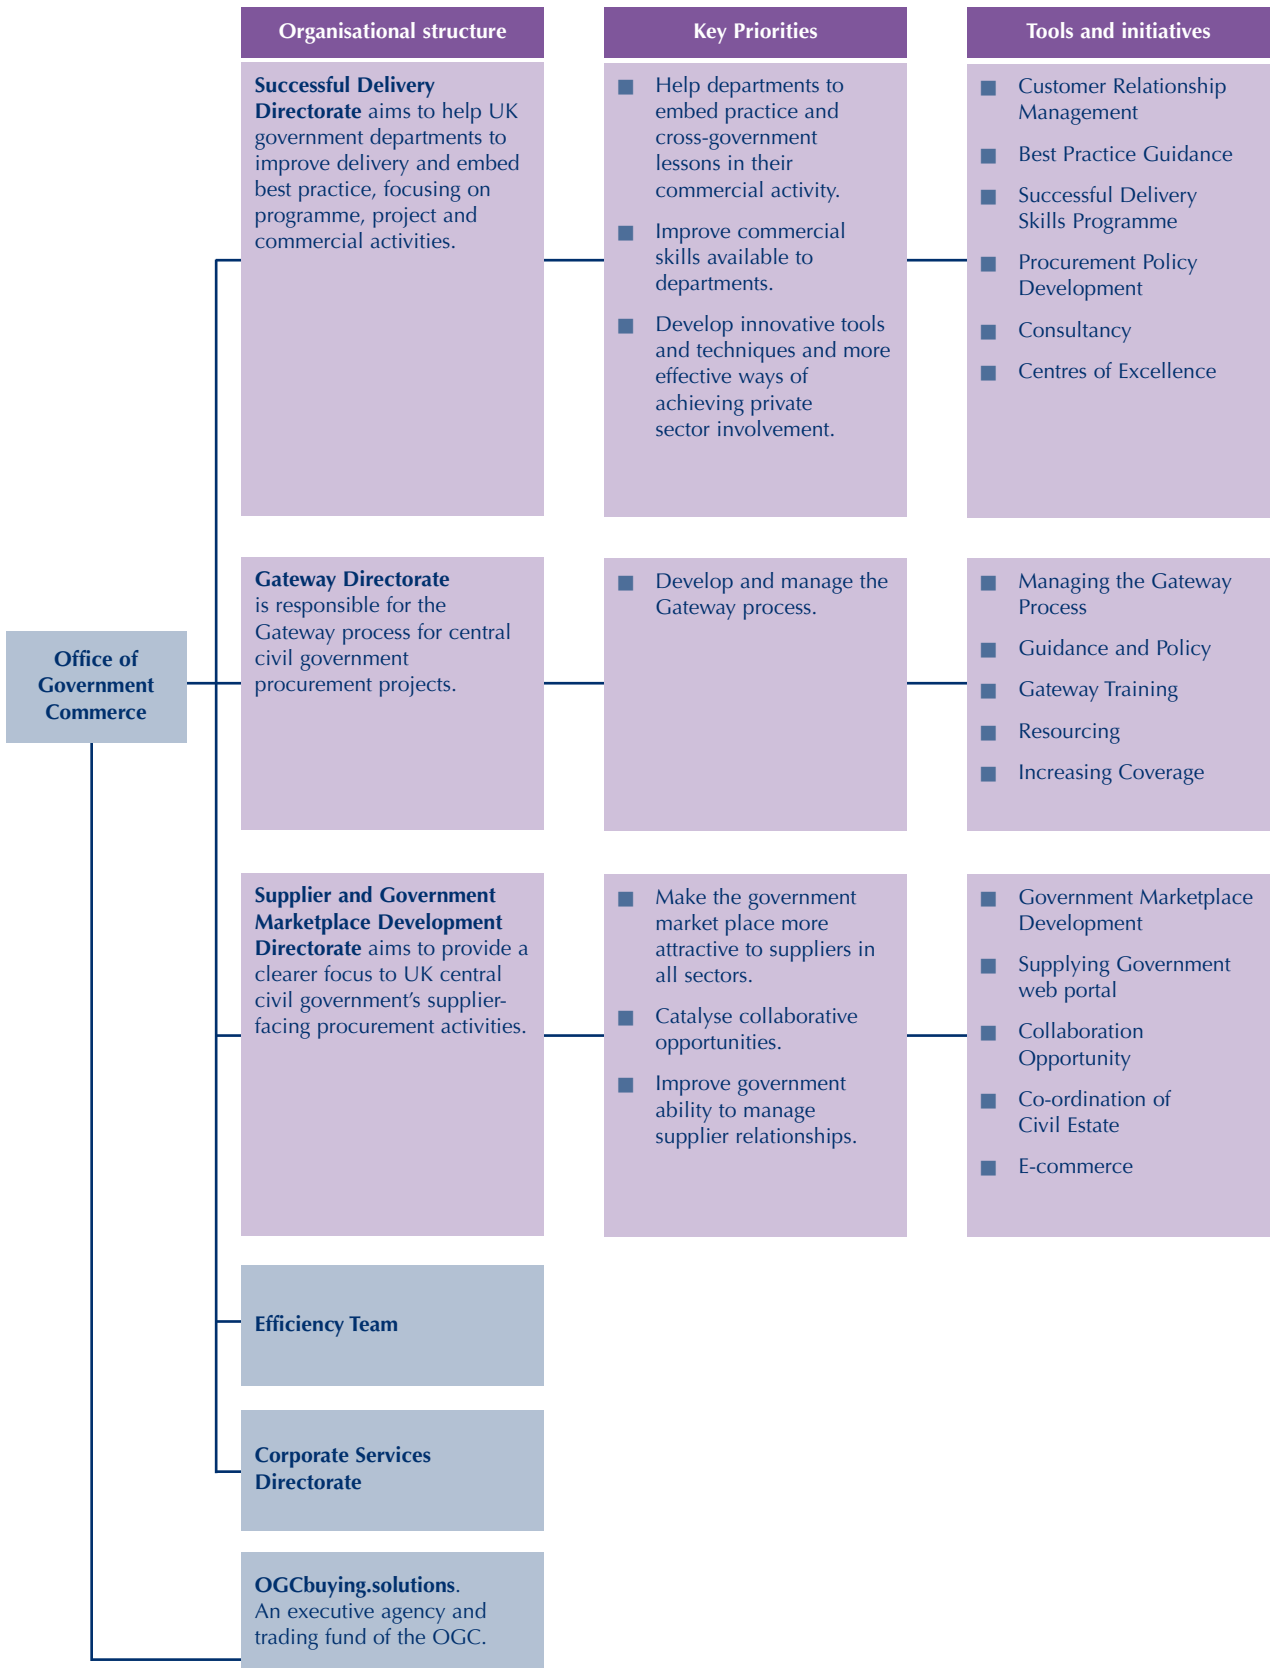 Organisational structure
Key Priorities
Tools and initiatives
Successful Delivery
Directorate aims to help UK
government departments to
improve delivery and embed
best practice, focusing on
programme, project and
commercial activities.
Help departments to
embed practice and
cross-government
lessons in their
commercial activity.
Improve commercial
skills available to
departments.
Develop innovative tools
and techniques and more
effective ways of
achieving private
sector involvement.
Customer Relationship
Management
Best Practice Guidance
Successful Delivery
Skills Programme
Procurement Policy
Development
Consultancy
Centres of Excellence
Office of
Government
Commerce
Gateway Directorate
is responsible for the
Gateway process for central
civil government
procurement projects.
Develop and manage the
Gateway process.
Managing the Gateway
Process
Guidance and Policy
Gateway Training
Resourcing
Increasing Coverage
Supplier and Government
Marketplace Development
Directorate aims to provide a
clearer focus to UK central
civil government's supplier-
facing procurement activities.
Make the government
market place more
attractive to suppliers in
all sectors.
Catalyse collaborative
opportunities.
Improve government
ability to manage
supplier relationships.
Government Marketplace
Development
Supplying Government
web portal
Collaboration
Opportunity
Co-ordination of
Civil Estate
E-commerce
Efficiency Team
Corporate Services
Directorate
OGCbuying.solutions.
An executive agency and
trading fund of the OGC.